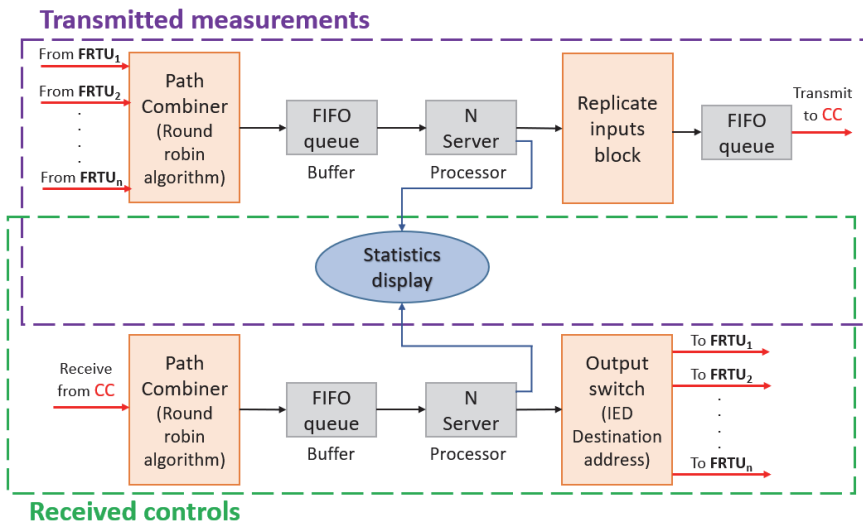 Transmitted measurements
From FRTU1
From FRTU2
.
.
.
.
From FRTUn
Path
Combiner
(Round
robin
algorithm)
FIFO
queue
Buffer
N
Server
Processor
Replicate
inputs
block
FIFO
queue
Transmit
to CC
Statistics
display
Receive
from CC
Path
Combiner
(Round
robin
algorithm)
FIFO
queue
Buffer
N
Server
Processor
Output
switch
(IED
Destination
address)
To FRTU1
To FRTU2
.
.
.
.
To FRTUn
Received controls